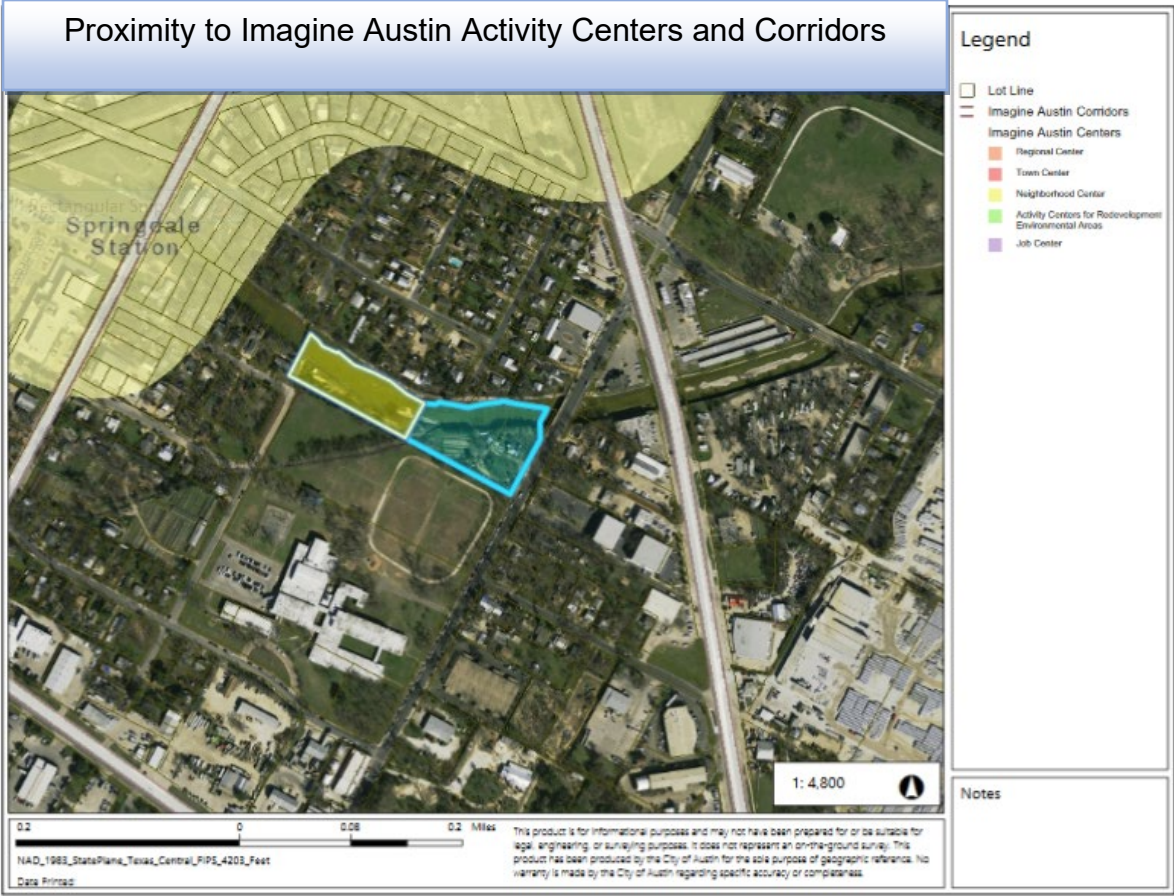 Proximity to Imagine Austin Activity Centers and Corridors
Legend
Lot Line
Imagine Austin Corridors
Imagine Austin Centers
Regional Center
Town Center
Neighborhood Center
Activity Centers for Redevelopment
Environmental Areas
Job Center
Springdale
Station
1: 4,800
Notes
0.2 0 0.08 0.2 Miles
NAD_1983_StatePlane_Texas_Central_FIPS_4203_Feet
Date Printed:
This product is for informational purposes and may not have been prepared for or be suitable for
legal, engineering, or surveying purposes. It does not represent an on-the-ground survey. This
product has been produced by the City of Austin for the sole purpose of geographic reference. No
warranty is made by the City of Austin regarding specific accuracy or completeness.